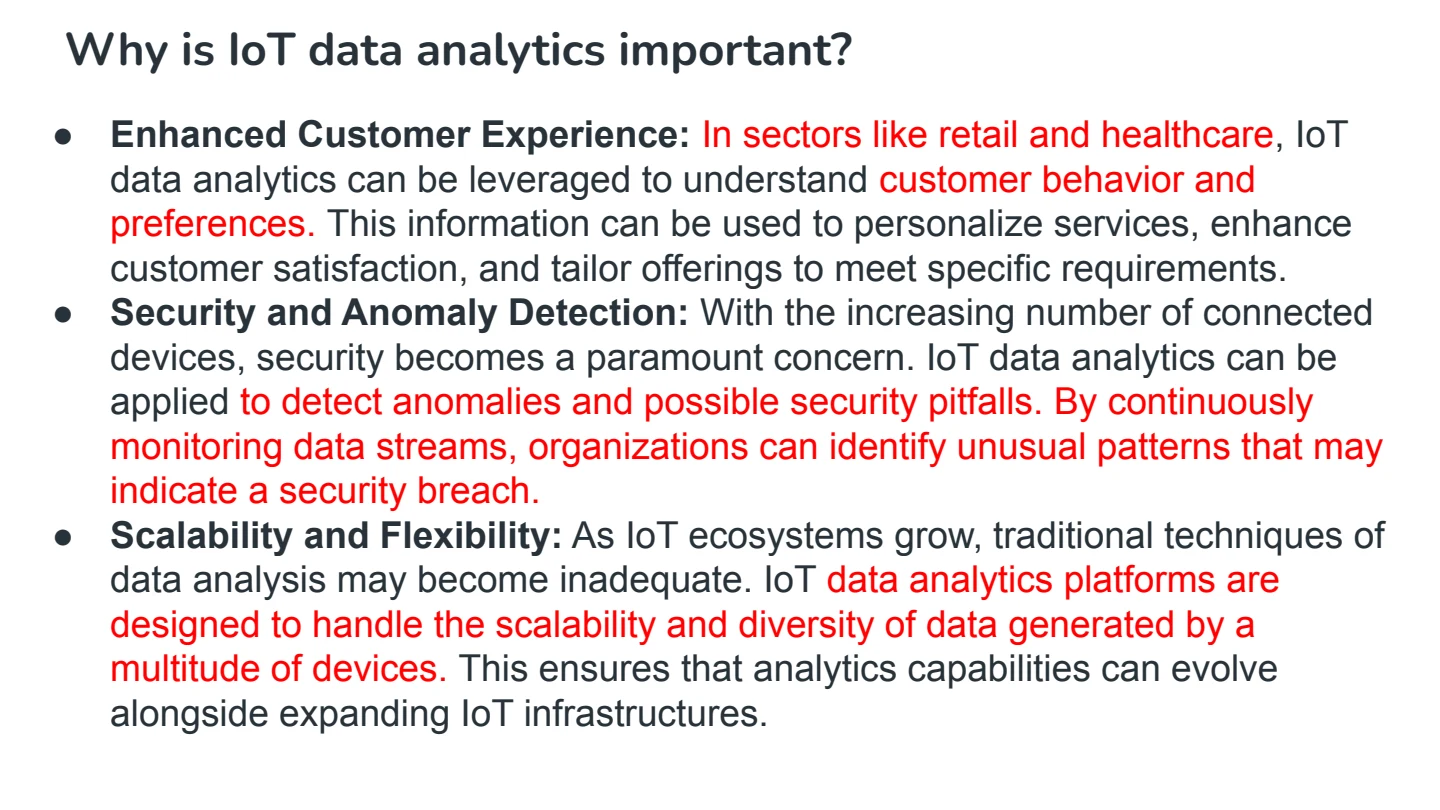 Why is IoT data analytics important?
● Enhanced Customer Experience: In sectors like retail and healthcare, IoT
data analytics can be leveraged to understand customer behavior and
preferences. This information can be used to personalize services, enhance
customer satisfaction, and tailor offerings to meet specific requirements.
● Security and Anomaly Detection: With the increasing number of connected
devices, security becomes a paramount concern. IoT data analytics can be
applied to detect anomalies and possible security pitfalls. By continuously
monitoring data streams, organizations can identify unusual patterns that may
indicate a security breach.
● Scalability and Flexibility: As IoT ecosystems grow, traditional techniques of
data analysis may become inadequate. IoT data analytics platforms are
designed to handle the scalability and diversity of data generated by a
multitude of devices. This ensures that analytics capabilities can evolve
alongside expanding IoT infrastructures.